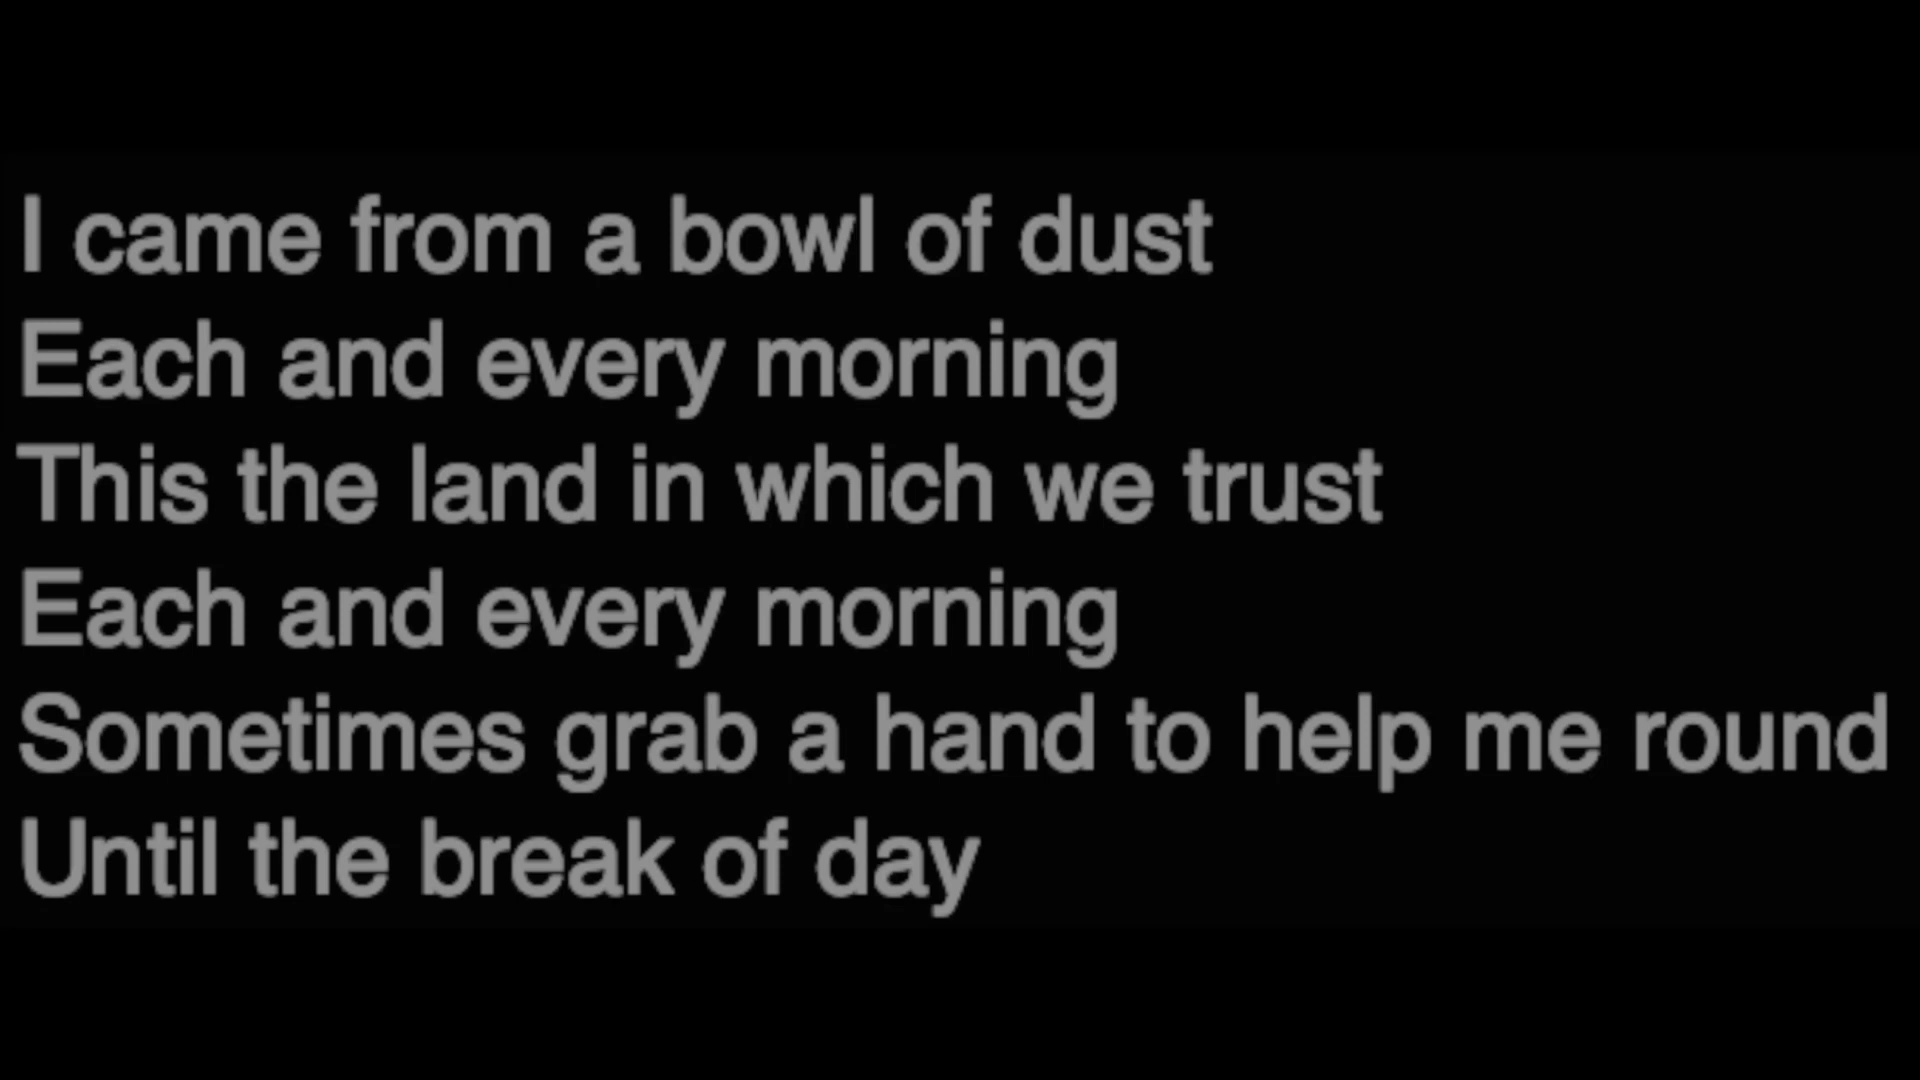 I came from a bowl of dust
Each and every morning
This the land in which we trust
Each and every morning
Sometimes grab a hand to help me round
Until the break of day